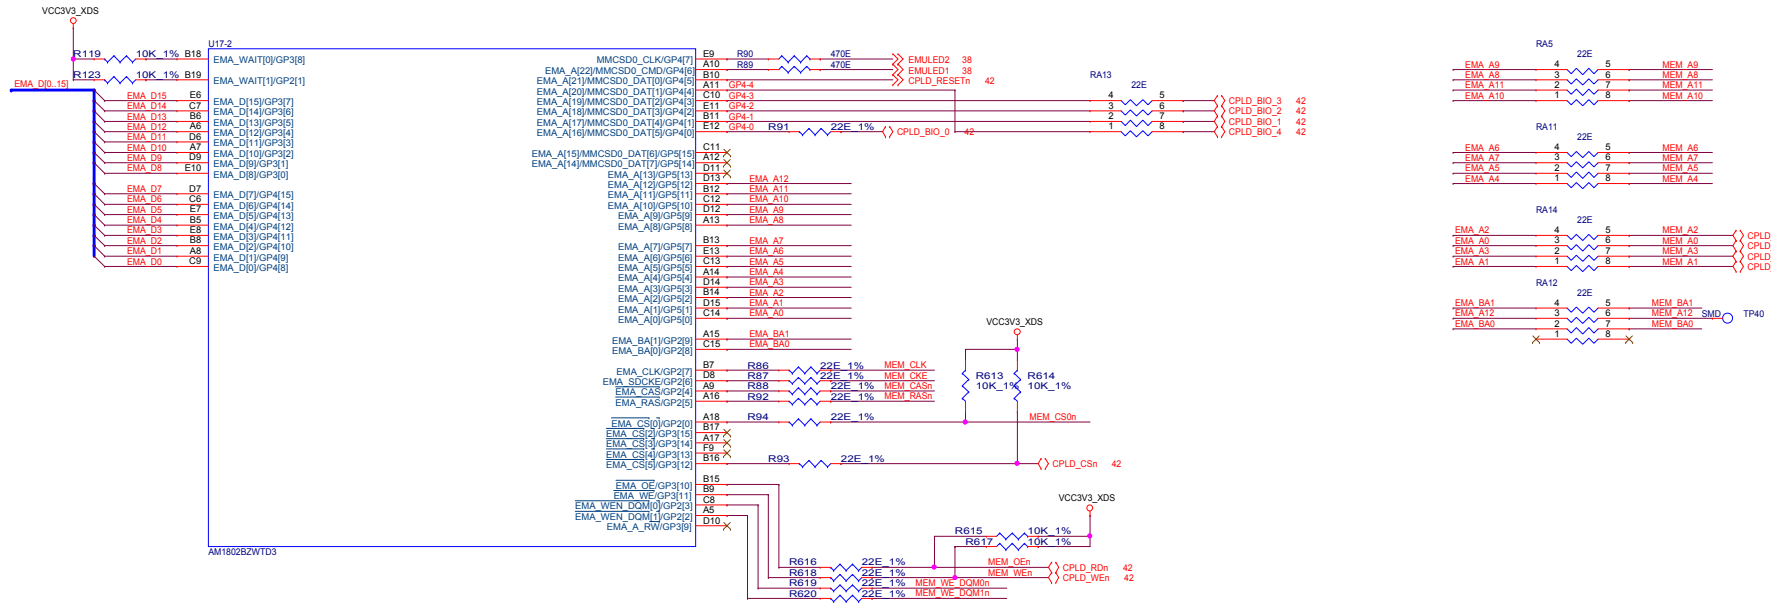 VCC3V3_XDS
R119 10K_1% B18
R123 10K_1% B19
EMA_D[0..15]
U17-2
EMA_WAIT[0]/GP3[8]
EMA_WAIT[1]/GP2[1]
EMA_D15 E6 EMA_D[15]/GP3[7]
EMA_D14 C7 EMA_D[14]/GP3[6]
EMA_D13 B6 EMA_D[13]/GP3[5]
EMA_D12 A6 EMA_D[12]/GP3[4]
EMA_D11 D6 EMA_D[11]/GP3[3]
EMA_D10 A7 EMA_D[10]/GP3[2]
EMA_D9 D9 EMA_D[9]/GP3[1]
EMA_D8 E10 EMA_D[8]/GP3[0]
EMA_D7 D7 EMA_D[7]/GP4[15]
EMA_D6 C6 EMA_D[6]/GP4[14]
EMA_D5 E7 EMA_D[5]/GP4[13]
EMA_D4 B5 EMA_D[4]/GP4[12]
EMA_D3 E8 EMA_D[3]/GP4[11]
EMA_D2 B8 EMA_D[2]/GP4[10]
EMA_D1 A8 EMA_D[1]/GP4[9]
EMA_D0 C9 EMA_D[0]/GP4[8]
MMCSD0_CLK/GP4[7] E9 R90 470E EMULED2 38
EMA_A[22]/MMCSD0_CMD/GP4[6] A10 R89 470E EMULED1 38
EMA_A[21]/MMCSD0_DAT[0]/GP4[5] B10 CPLD_RESETn 42
EMA_A[20]/MMCSD0_DAT[1]/GP4[4] A11 GP4-4
EMA_A[19]/MMCSD0_DAT[2]/GP4[3] C10 GP4-3
EMA_A[18]/MMCSD0_DAT[3]/GP4[2] E11 GP4-2
EMA_A[17]/MMCSD0_DAT[4]/GP4[1] B11 GP4-1
EMA_A[16]/MMCSD0_DAT[5]/GP4[0] E12 GP4-0 R91 22E_1% CPLD_BIO_0 42
RA13
22E
4 5 CPLD_BIO_3 42
3 6 CPLD_BIO_2 42
2 7 CPLD_BIO_1 42
1 8 CPLD_BIO_4 42
EMA_A[15]/MMCSD0_DAT[6]/GP5[15] C11
EMA_A[14]/MMCSD0_DAT[7]/GP5[14] A12
EMA_A[13]/GP5[13] D11
EMA_A[12]/GP5[12] D13 EMA_A12
EMA_A[11]/GP5[11] B12 EMA_A11
EMA_A[10]/GP5[10] C12 EMA_A10
EMA_A[9]/GP5[9] D12 EMA_A9
EMA_A[8]/GP5[8] A13 EMA_A8
EMA_A[7]/GP5[7] B13 EMA_A7
EMA_A[6]/GP5[6] E13 EMA_A6
EMA_A[5]/GP5[5] C13 EMA_A5
EMA_A[4]/GP5[4] A14 EMA_A4
EMA_A[3]/GP5[3] D14 EMA_A3
EMA_A[2]/GP5[2] B14 EMA_A2
EMA_A[1]/GP5[1] D15 EMA_A1
EMA_A[0]/GP5[0] C14 EMA_A0
EMA_BA[1]/GP2[9] A15 EMA_BA1
EMA_BA[0]/GP2[8] C15 EMA_BA0
EMA_CLK/GP2[7] B7 R86 22E_1% MEM_CLK
EMA_SDCKE/GP2[6] D8 R87 22E_1% MEM_CKE
EMA_CAS/GP2[4] A9 R88 22E_1% MEM_CASn
EMA_RAS/GP2[5] A16 R92 22E_1% MEM_RASn
VCC3V3_XDS
R613 R614
10K_1% 10K_1%
EMA_CS[0]/GP2[0] A18 R94 22E_1% MEM_CS0n
EMA_CS[2]/GP3[15] B17
EMA_CS[3]/GP3[14] A17
EMA_CS[4]/GP3[13] F9
EMA_CS[5]/GP3[12] B16 R93 22E_1% CPLD_CSn 42
EMA_OE/GP3[10] B15
EMA_WE/GP3[11] B9
EMA_WEN_DQM[0]/GP2[3] C8
EMA_WEN_DQM[1]/GP2[2] A5
EMA_A_RW/GP3[9] D10
AM1802BZWTD3
VCC3V3_XDS
R615 10K_1%
R617 10K_1%
R616 22E_1% MEM_OEn CPLD_RDn 42
R618 22E_1% MEM_WEn CPLD_WEn 42
R619 22E_1% MEM_WE_DQM0n
R620 22E_1% MEM_WE_DQM1n
RA5
22E
EMA_A9 4 5 MEM_A9
EMA_A8 3 6 MEM_A8
EMA_A11 2 7 MEM_A11
EMA_A10 1 8 MEM_A10
RA11
22E
EMA_A6 4 5 MEM_A6
EMA_A7 3 6 MEM_A7
EMA_A5 2 7 MEM_A5
EMA_A4 1 8 MEM_A4
RA14
22E
EMA_A2 4 5 MEM_A2 CPLD
EMA_A0 3 6 MEM_A0 CPLD
EMA_A3 2 7 MEM_A3 CPLD
EMA_A1 1 8 MEM_A1 CPLD
RA12
22E
EMA_BA1 4 5 MEM_BA1
EMA_A12 3 6 MEM_A12 SMD TP40
EMA_BA0 2 7 MEM_BA0
1 8